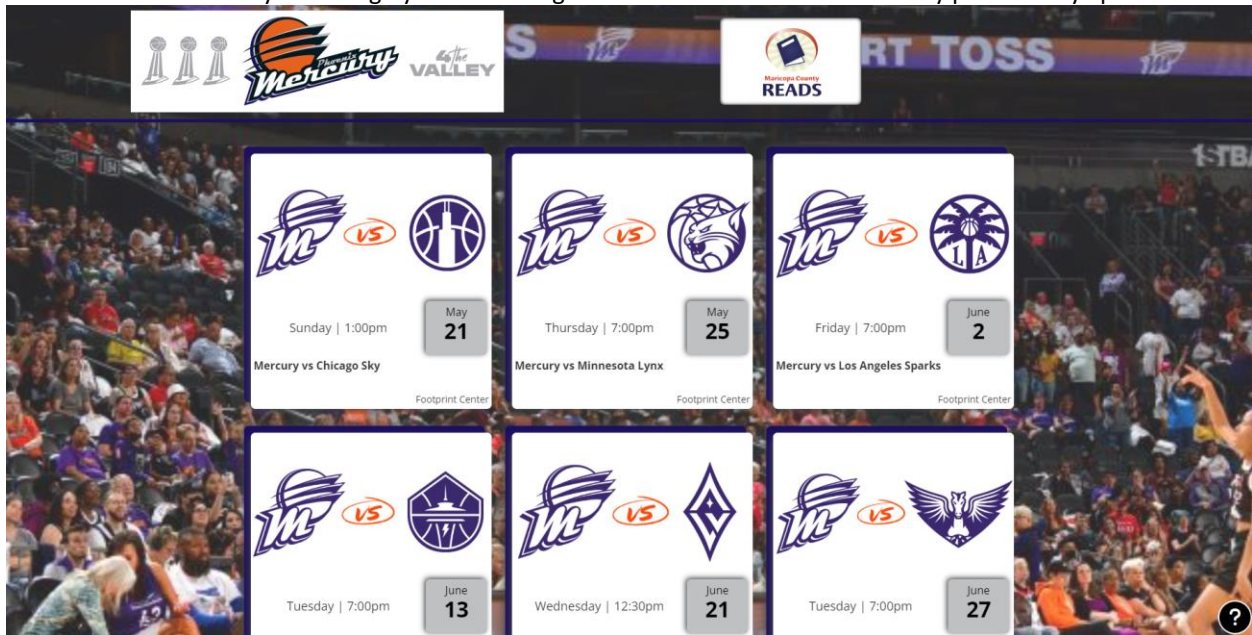 Phoenix
Mercury
4 the
VALLEY
RT TOSS
Maricopa County
READS
1STBA
VS
Sunday | 1:00pm
May
21
Mercury vs Chicago Sky
Footprint Center
VS
Thursday | 7:00pm
May
25
Mercury vs Minnesota Lynx
Footprint Center
VS
L A
Friday | 7:00pm
June
2
Mercury vs Los Angeles Sparks
Footprint Center
VS
Tuesday | 7:00pm
June
13
VS
Wednesday | 12:30pm
June
21
VS
Tuesday | 7:00pm
June
27
?